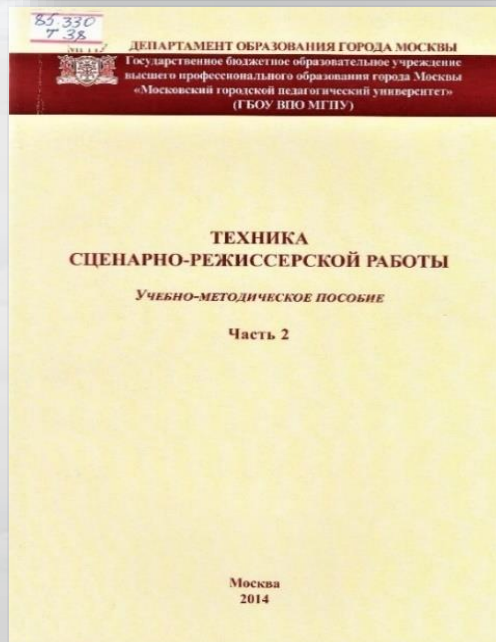 85.330
Т 38
ДЕПАРТАМЕНТ ОБРАЗОВАНИЯ ГОРОДА МОСКВЫ
Государственное бюджетное образовательное учреждение
высшего профессионального образования города Москвы
«Московский городской педагогический университет»
(ГБОУ ВПО МГПУ)
ТЕХНИКА
СЦЕНАРНО-РЕЖИССЕРСКОЙ РАБОТЫ
УЧЕБНО-МЕТОДИЧЕСКОЕ ПОСОБИЕ
Часть 2
Москва
2014